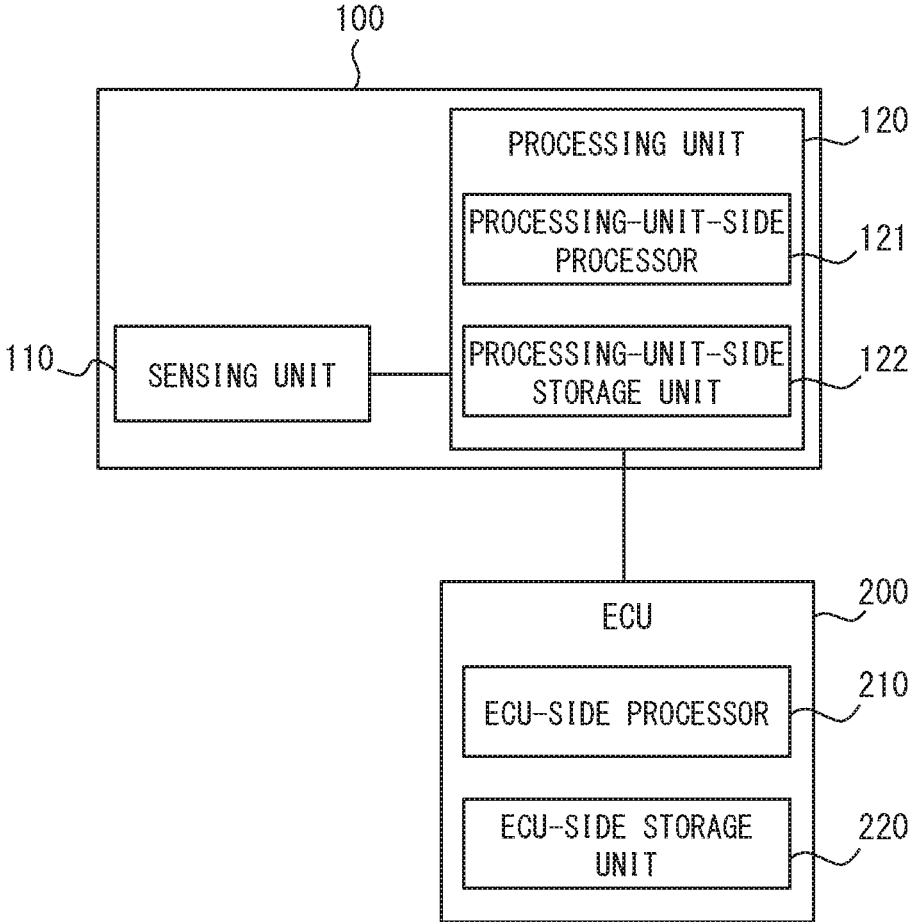 100
PROCESSING UNIT
120
PROCESSING-UNIT-SIDE
PROCESSOR
121
110
SENSING UNIT
PROCESSING-UNIT-SIDE
STORAGE UNIT
122
ECU
200
ECU-SIDE PROCESSOR
210
ECU-SIDE STORAGE
UNIT
220